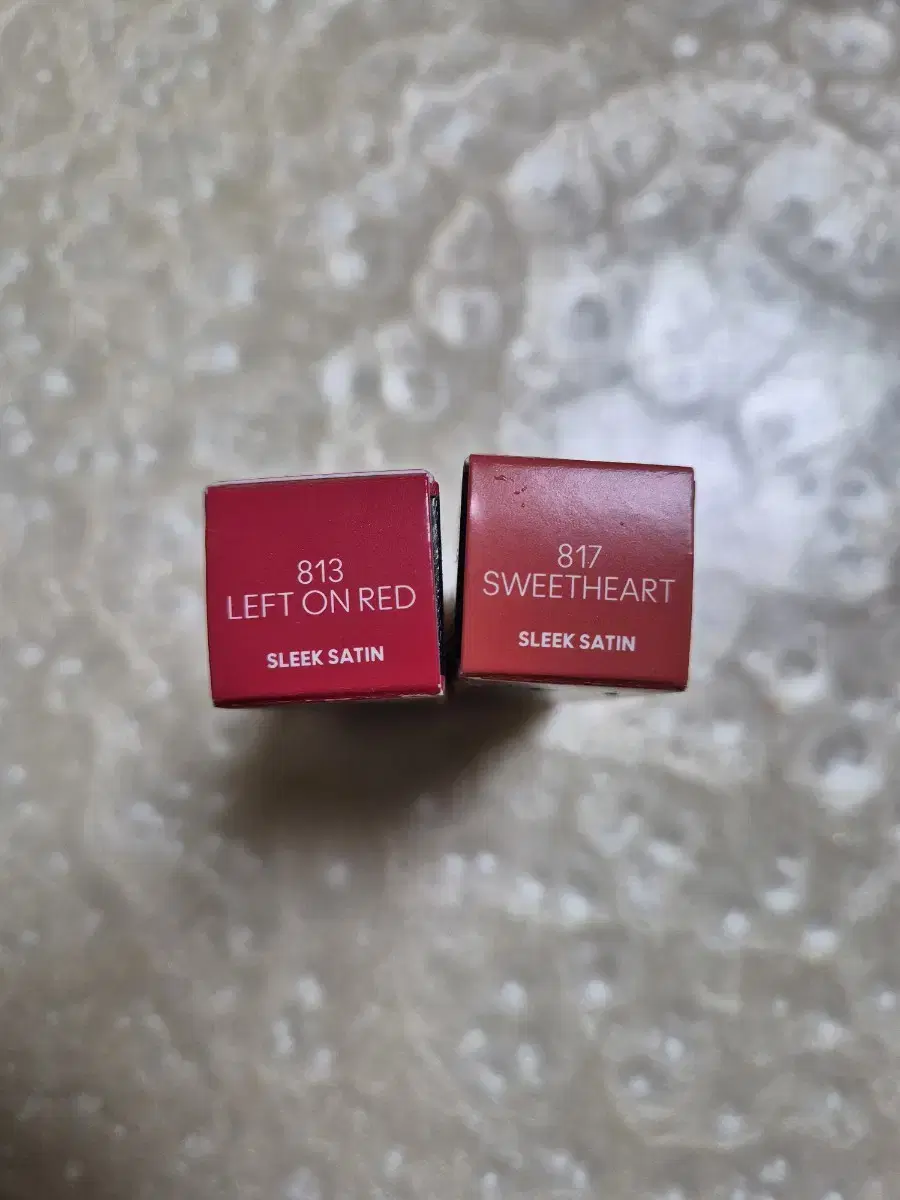 813
LEFT ON RED
SLEEK SATIN
817
SWEETHEART
SLEEK SATIN